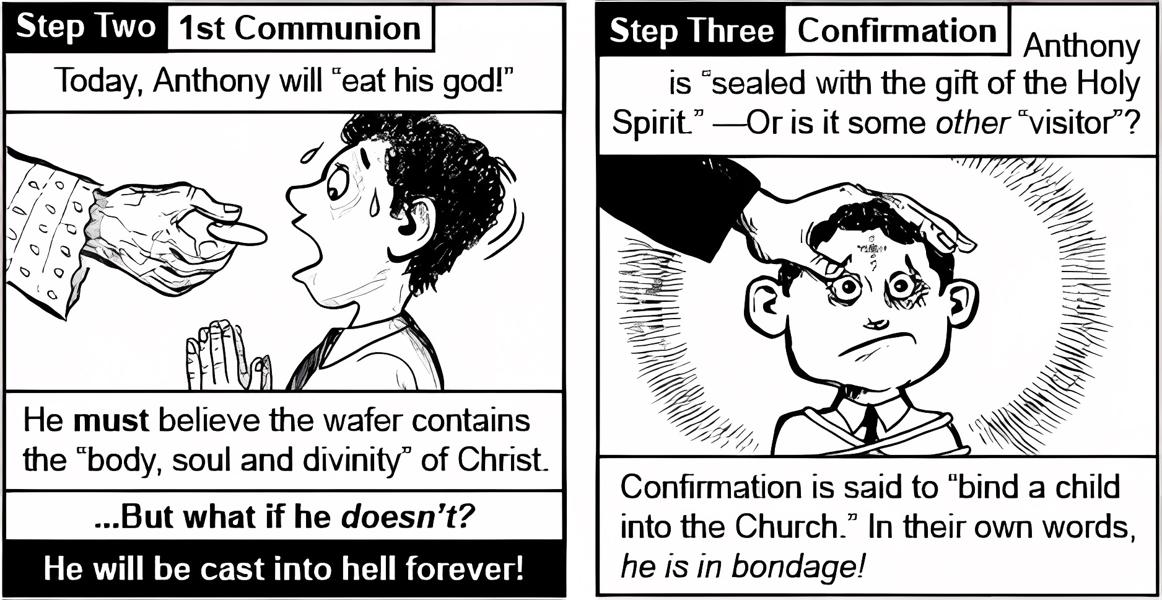 Step Two 1st Communion
Today, Anthony will “eat his god!”
He must believe the wafer contains
the “body, soul and divinity” of Christ.
...But what if he doesn’t?
He will be cast into hell forever!
Step Three Confirmation Anthony
is “sealed with the gift of the Holy
Spirit.” —Or is it some other “visitor”?
Confirmation is said to “bind a child
into the Church.” In their own words,
he is in bondage!